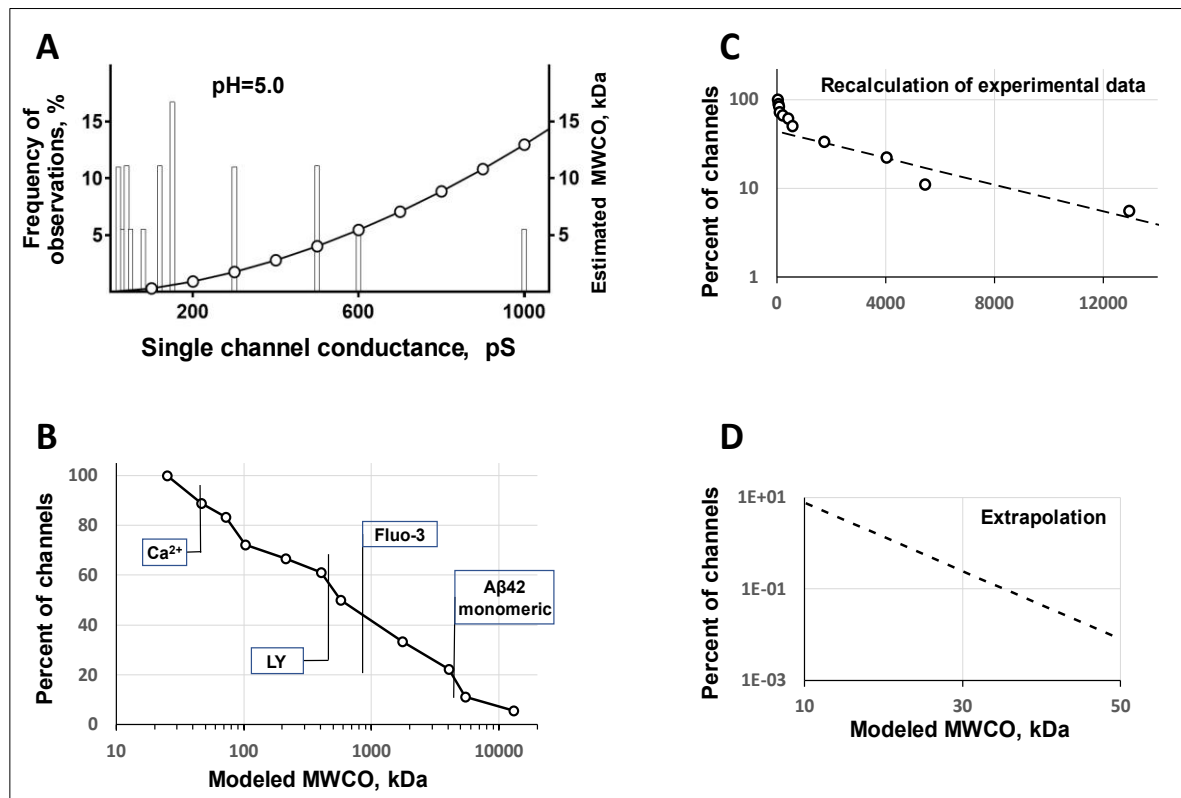 A
pH=5.0
Frequency of
observations, %
15
10
5
15
10
5
Estimated MWCO, kDa
200
600
1000
Single channel conductance, pS
B
Percent of channels
100
80
60
40
20
0
Ca²⁺
LY
Fluo-3
Aβ42
monomeric
10
100
1000
10000
Modeled MWCO, kDa
C
Recalculation of experimental data
Percent of channels
100
10
1
0
4000
8000
12000
D
Extrapolation
Percent of channels
1E+01
1E-01
1E-03
10
30
50
Modeled MWCO, kDa